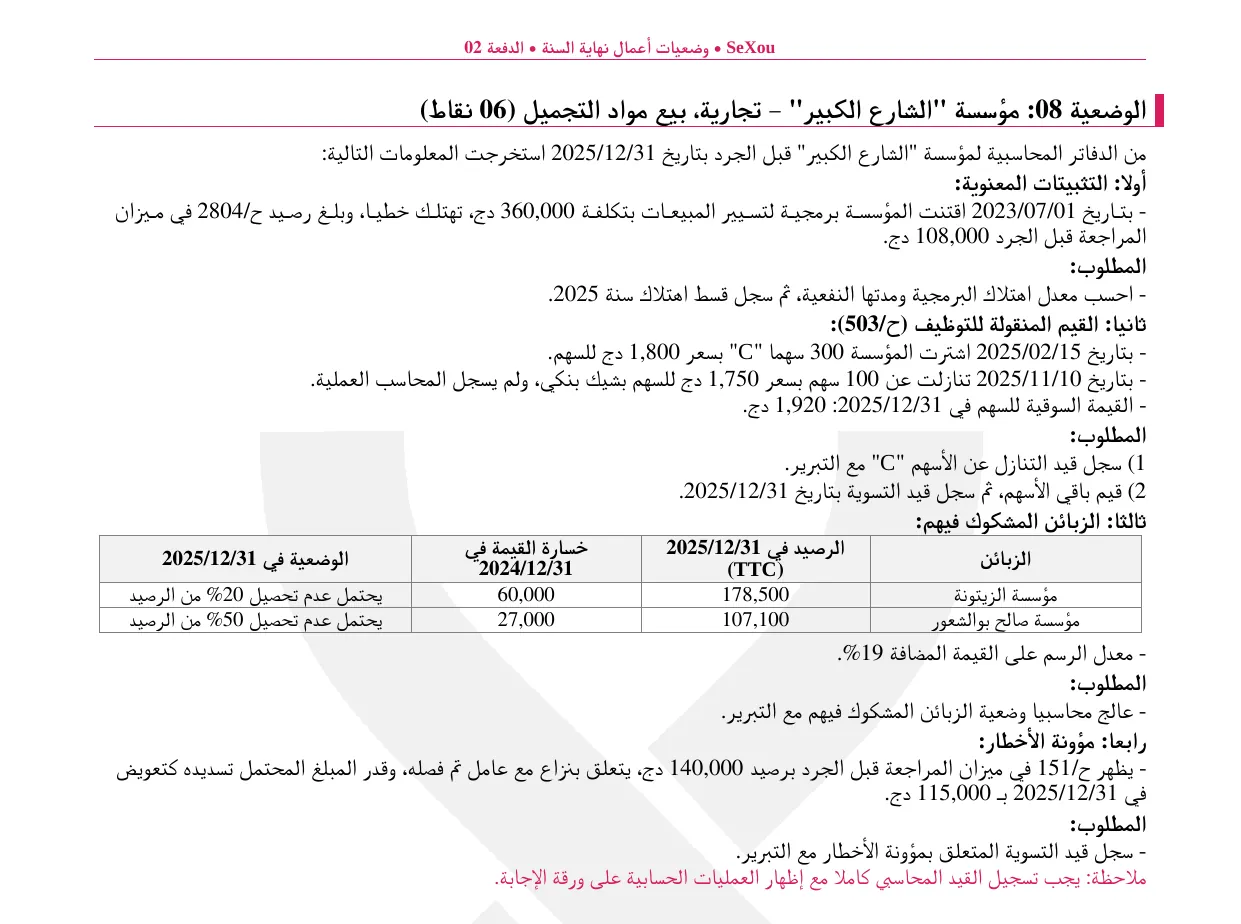 SeXou • وضعيات أعمال نهاية السنة • الدفعة 02
الوضعية 08: مؤسسة "الشارع الكبير" – تجارية، بيع مواد التجميل (06 نقاط)
من الدفاتر المحاسبية لمؤسسة "الشارع الكبير" قبل الجرد بتاريخ 2025/12/31 استخرجت المعلومات التالية:
أولا: التثبيتات المعنوية:
- بتاريخ 2023/07/01 اقتنت المؤسسة برمجية لتسيير المبيعات بتكلفة 360,000 دج، تهتلك خطيا، وبلغ رصيد ح/2804 في ميزان
المراجعة قبل الجرد 108,000 دج.
المطلوب:
- احسب معدل اهتلاك البرمجية ومدتها النفعية، ثم سجل قسط اهتلاك سنة 2025.
ثانيا: القيم المنقولة للتوظيف (ح/503):
- بتاريخ 2025/02/15 اشترت المؤسسة 300 سهما "C" بسعر 1,800 دج للسهم.
- بتاريخ 2025/11/10 تنازلت عن 100 سهم بسعر 1,750 دج للسهم بشيك بنكي، ولم يسجل المحاسب العملية.
- القيمة السوقية للسهم في 2025/12/31: 1,920 دج.
المطلوب:
1) سجل قيد التنازل عن الأسهم "C" مع التبرير.
2) قيم باقي الأسهم، ثم سجل قيد التسوية بتاريخ 2025/12/31.
ثالثا: الزبائن المشكوك فيهم:
الزبائن | الرصيد في 2025/12/31 (TTC) | خسارة القيمة في 2024/12/31 | الوضعية في 2025/12/31
مؤسسة الزيتونة | 178,500 | 60,000 | يحتمل عدم تحصيل 20% من الرصيد
مؤسسة صالح بوالشعور | 107,100 | 27,000 | يحتمل عدم تحصيل 50% من الرصيد
- معدل الرسم على القيمة المضافة 19%.
المطلوب:
- عالج محاسبيا وضعية الزبائن المشكوك فيهم مع التبرير.
رابعا: مؤونة الأخطار:
- يظهر ح/151 في ميزان المراجعة قبل الجرد برصيد 140,000 دج، يتعلق بنزاع مع عامل تم فصله، وقدر المبلغ المحتمل تسديده كتعويض
في 2025/12/31 بـ 115,000 دج.
المطلوب:
- سجل قيد التسوية المتعلق بمؤونة الأخطار مع التبرير.
ملاحظة: يجب تسجيل القيد المحاسبي كاملا مع إظهار العمليات الحسابية على ورقة الإجابة.